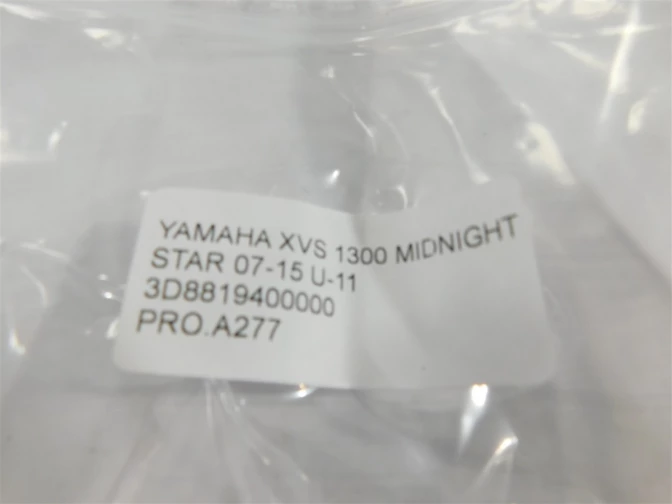 YAMAHA XVS 1300 MIDNIGHT
STAR 07-15 U-11
3D8819400000
PRO.A277